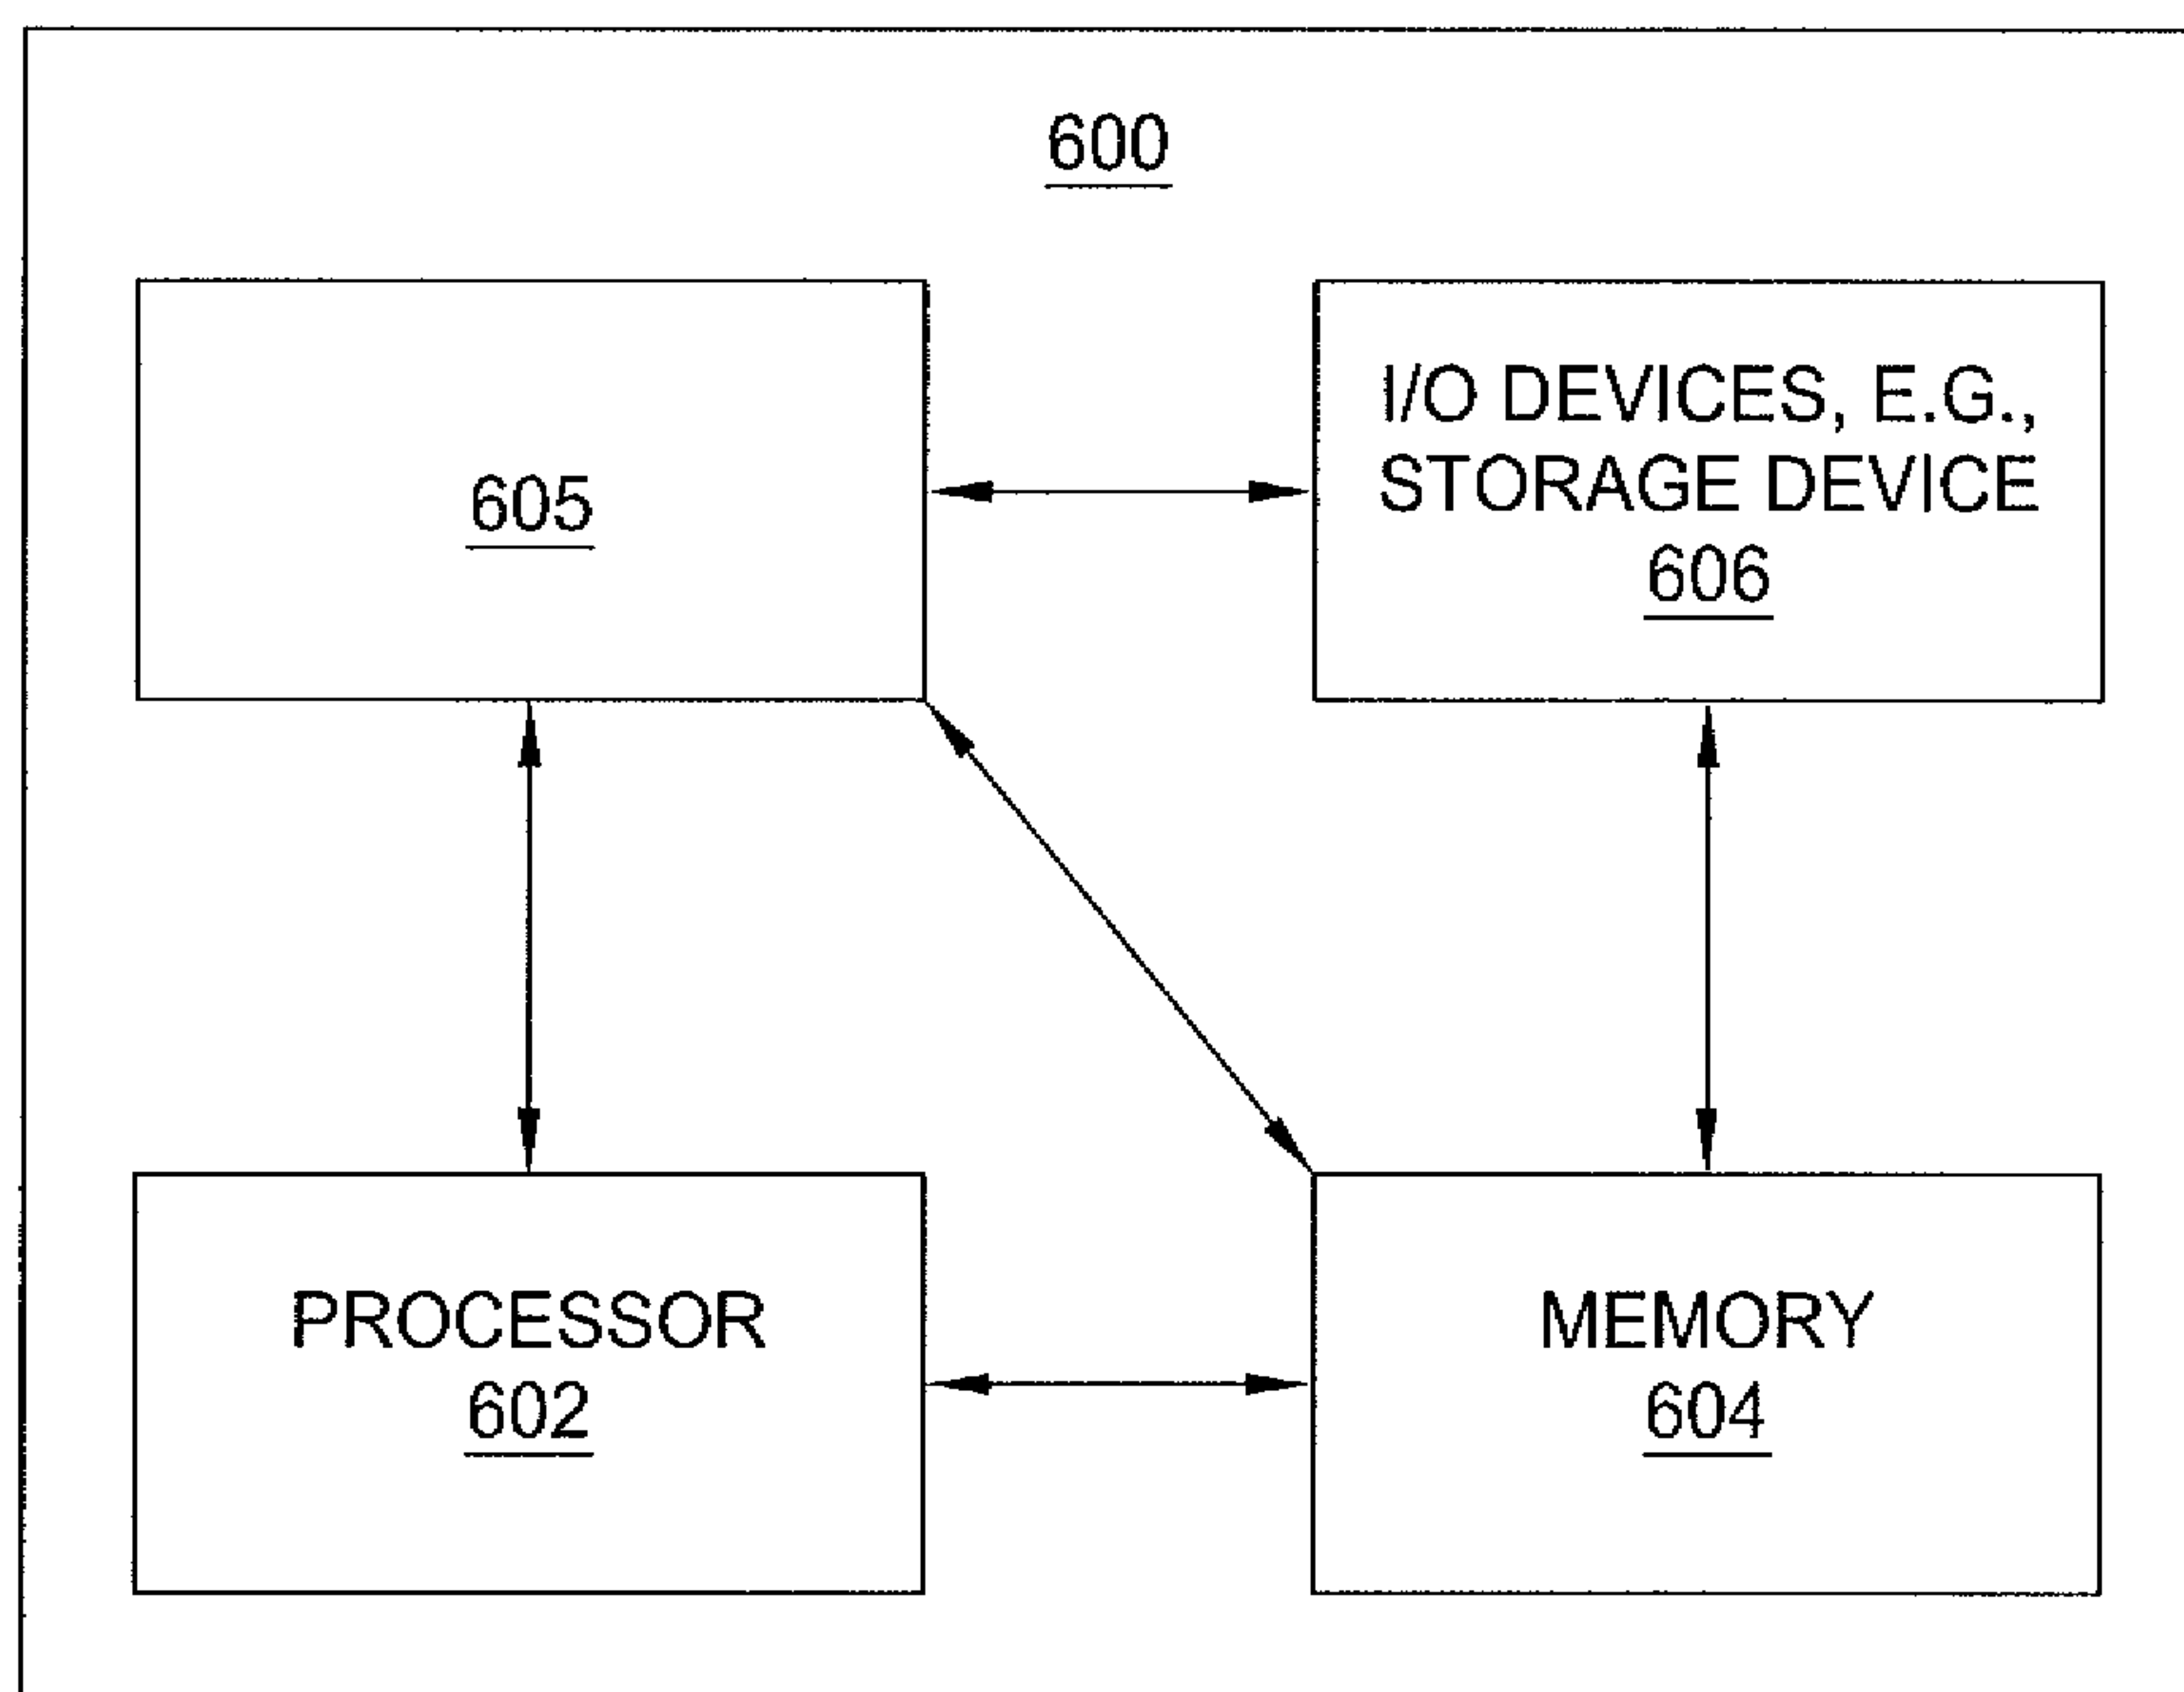 600
605
I/O DEVICES, E.G.,
STORAGE DEVICE
606
PROCESSOR
602
MEMORY
604